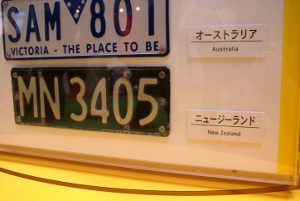 SAM 801
VICTORIA - THE PLACE TO BE
オーストラリア
Australia
MN 3405
ニュージーランド
New Zealand